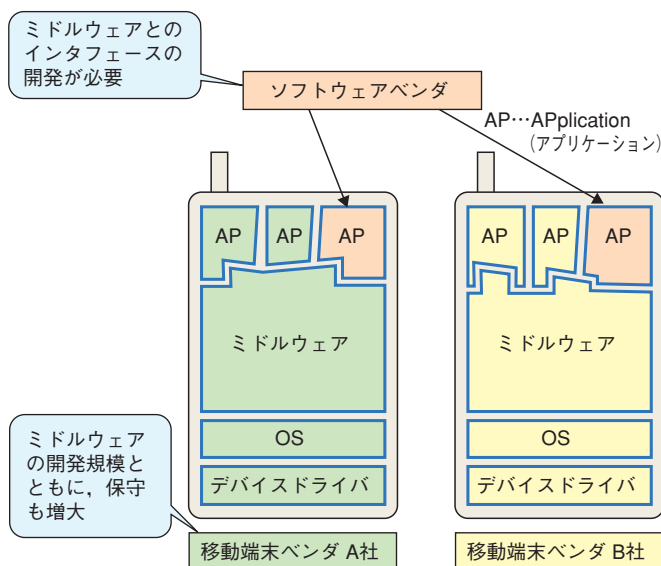 ミドルウェアとの
インタフェースの
開発が必要
ソフトウェアベンダ
AP…APplication
(アプリケーション)
AP
AP
AP
ミドルウェア
OS
デバイスドライバ
移動端末ベンダ A社
AP
AP
AP
ミドルウェア
OS
デバイスドライバ
移動端末ベンダ B社
ミドルウェア
の開発規模と
ともに，保守
も増大